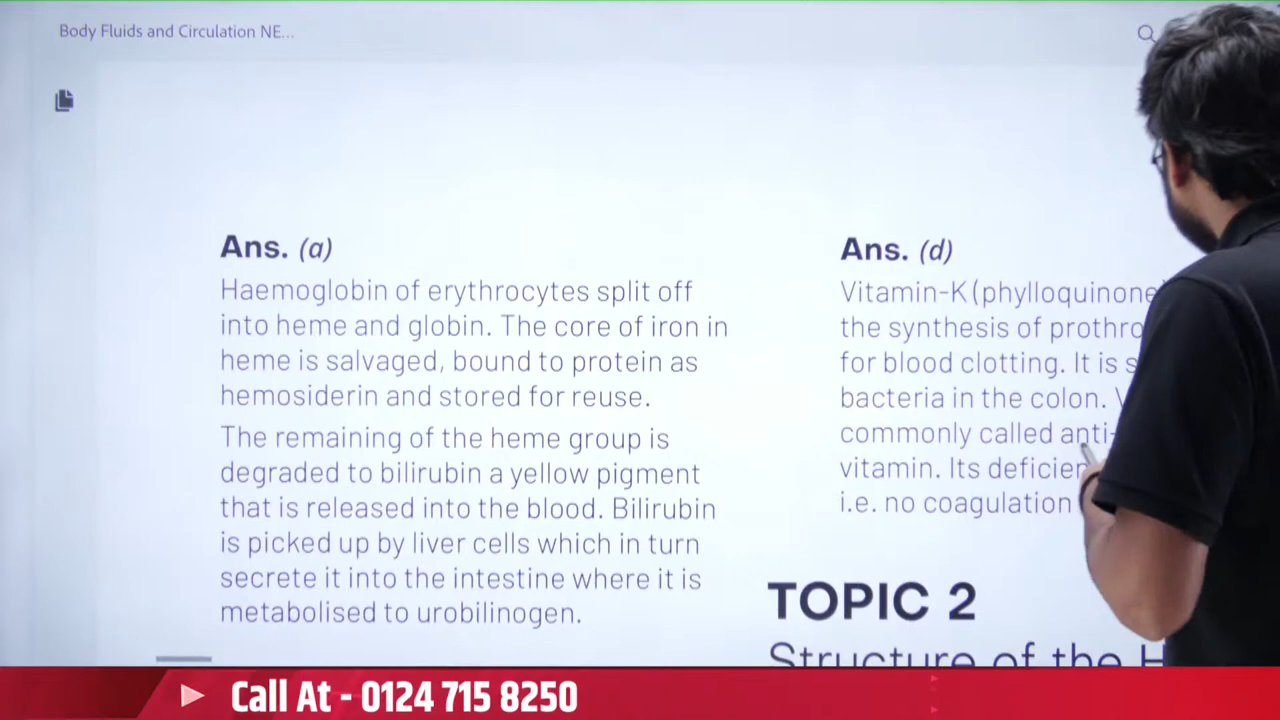 Body Fluids and Circulation NE...
Ans. (a)
Haemoglobin of erythrocytes split off
into heme and globin. The core of iron in
heme is salvaged, bound to protein as
hemosiderin and stored for reuse.
The remaining of the heme group is
degraded to bilirubin a yellow pigment
that is released into the blood. Bilirubin
is picked up by liver cells which in turn
secrete it into the intestine where it is
metabolised to urobilinogen.
Ans. (d)
Vitamin-K (phylloquinone)
the synthesis of
for blood clotting. It is
bacteria in the colon.
commonly called anti-
vitamin. Its
i.e. no coagulation
TOPIC 2
Structure of the
Call At - 0124 715 8250